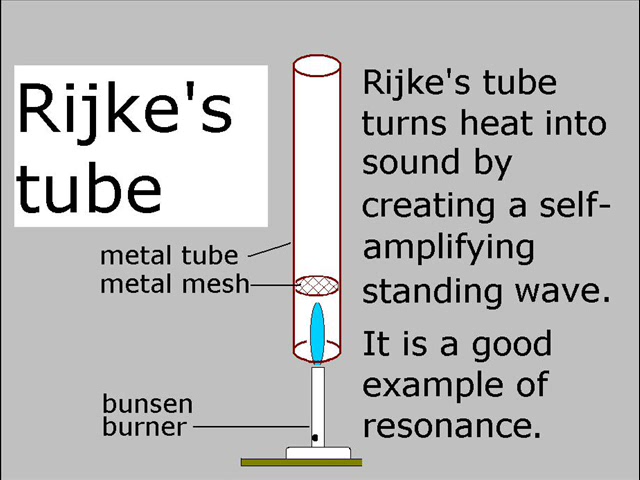 Rijke's
tube
metal tube
metal mesh
bunsen
burner
Rijke's tube
turns heat into
sound by
creating a self-
amplifying
standing wave.
It is a good
example of
resonance.